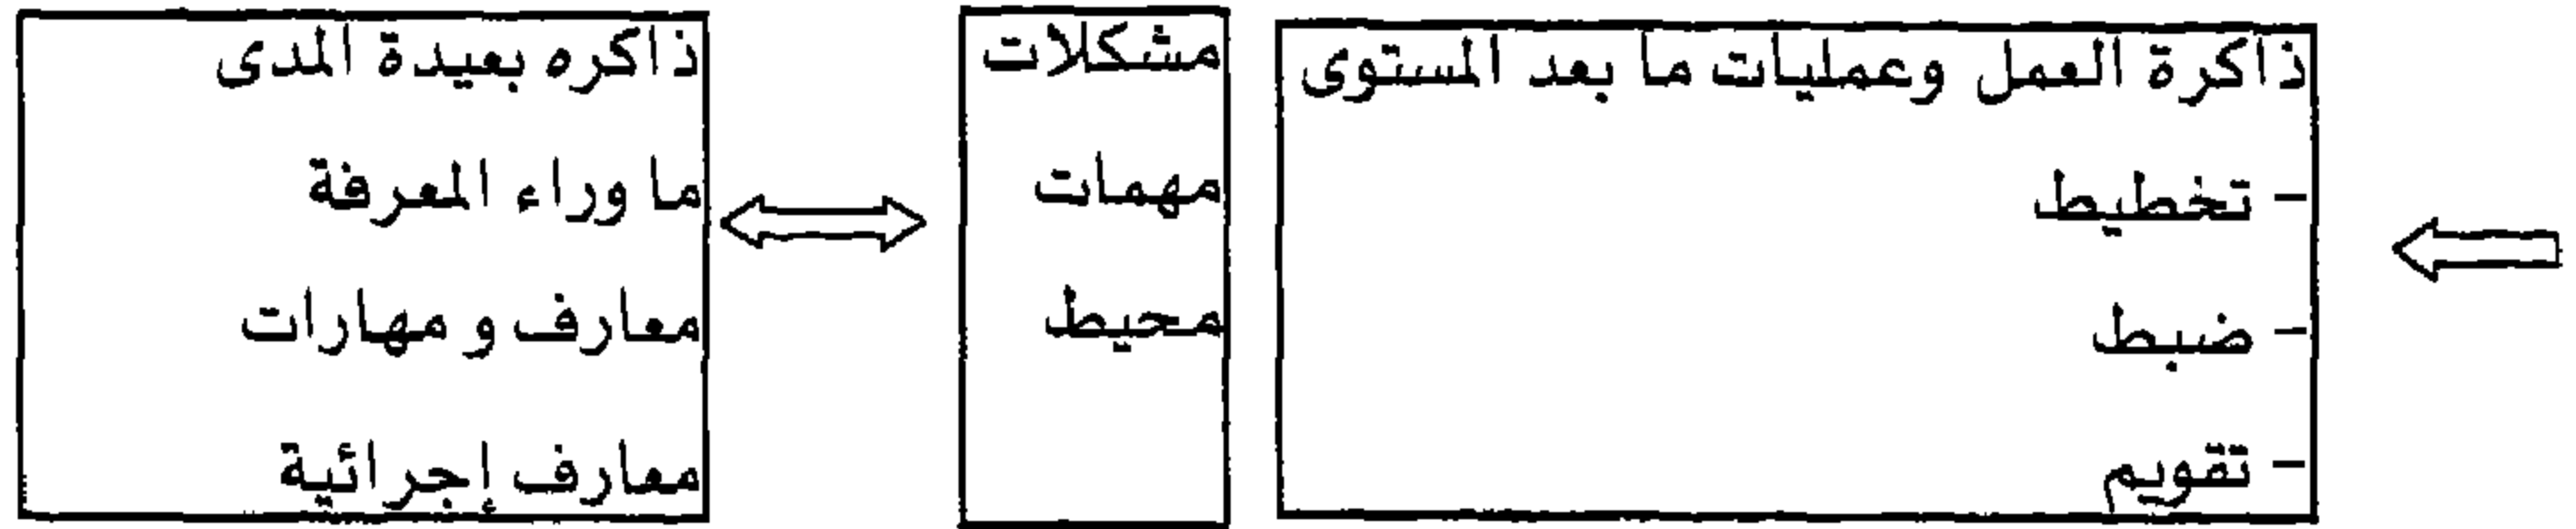 ذاكرة العمل وعمليات ما بعد المستوى
- تخطيط
- ضبط
- تقويم
مشكلات
مهمات
محيط
ذاكره بعيدة المدى
ما وراء المعرفة
معارف و مهارات
معارف إجرائية